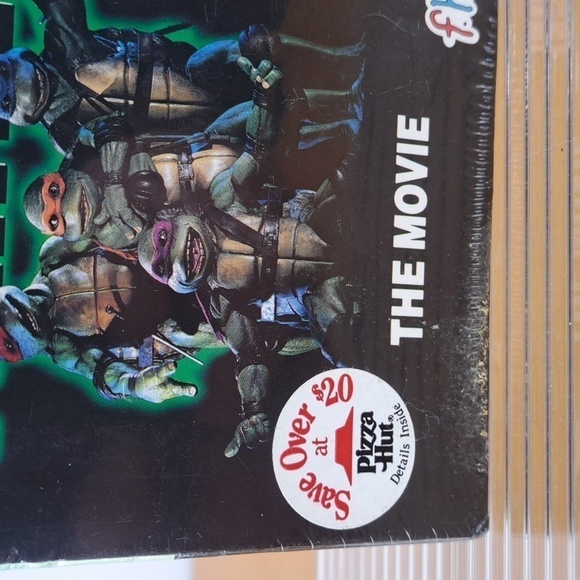 THE MOVIE
Save Over $20
at
Pizza
Hut®
Details Inside